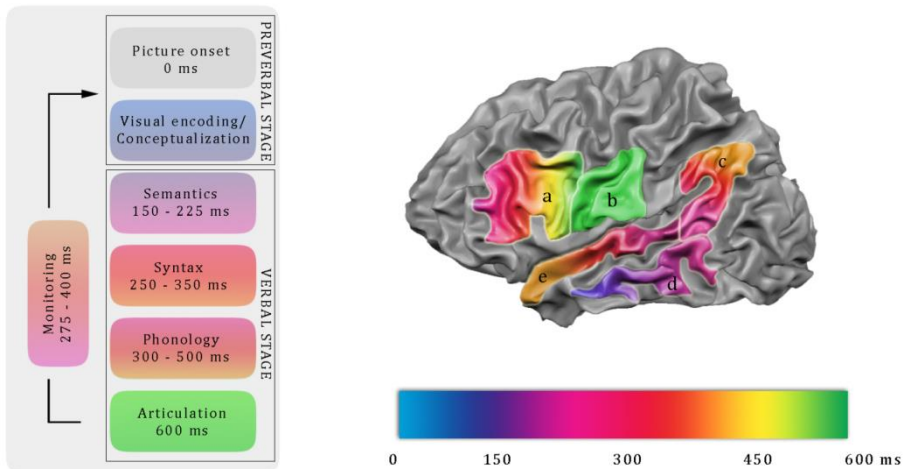 Picture onset
0 ms
Visual encoding/
Conceptualization
PREVERBAL STAGE
Semantics
150 - 225 ms
Syntax
250 - 350 ms
Phonology
300 - 500 ms
Articulation
600 ms
VERBAL STAGE
Monitoring
275 - 400 ms
a
b
c
d
e
0 150 300 450 600 ms